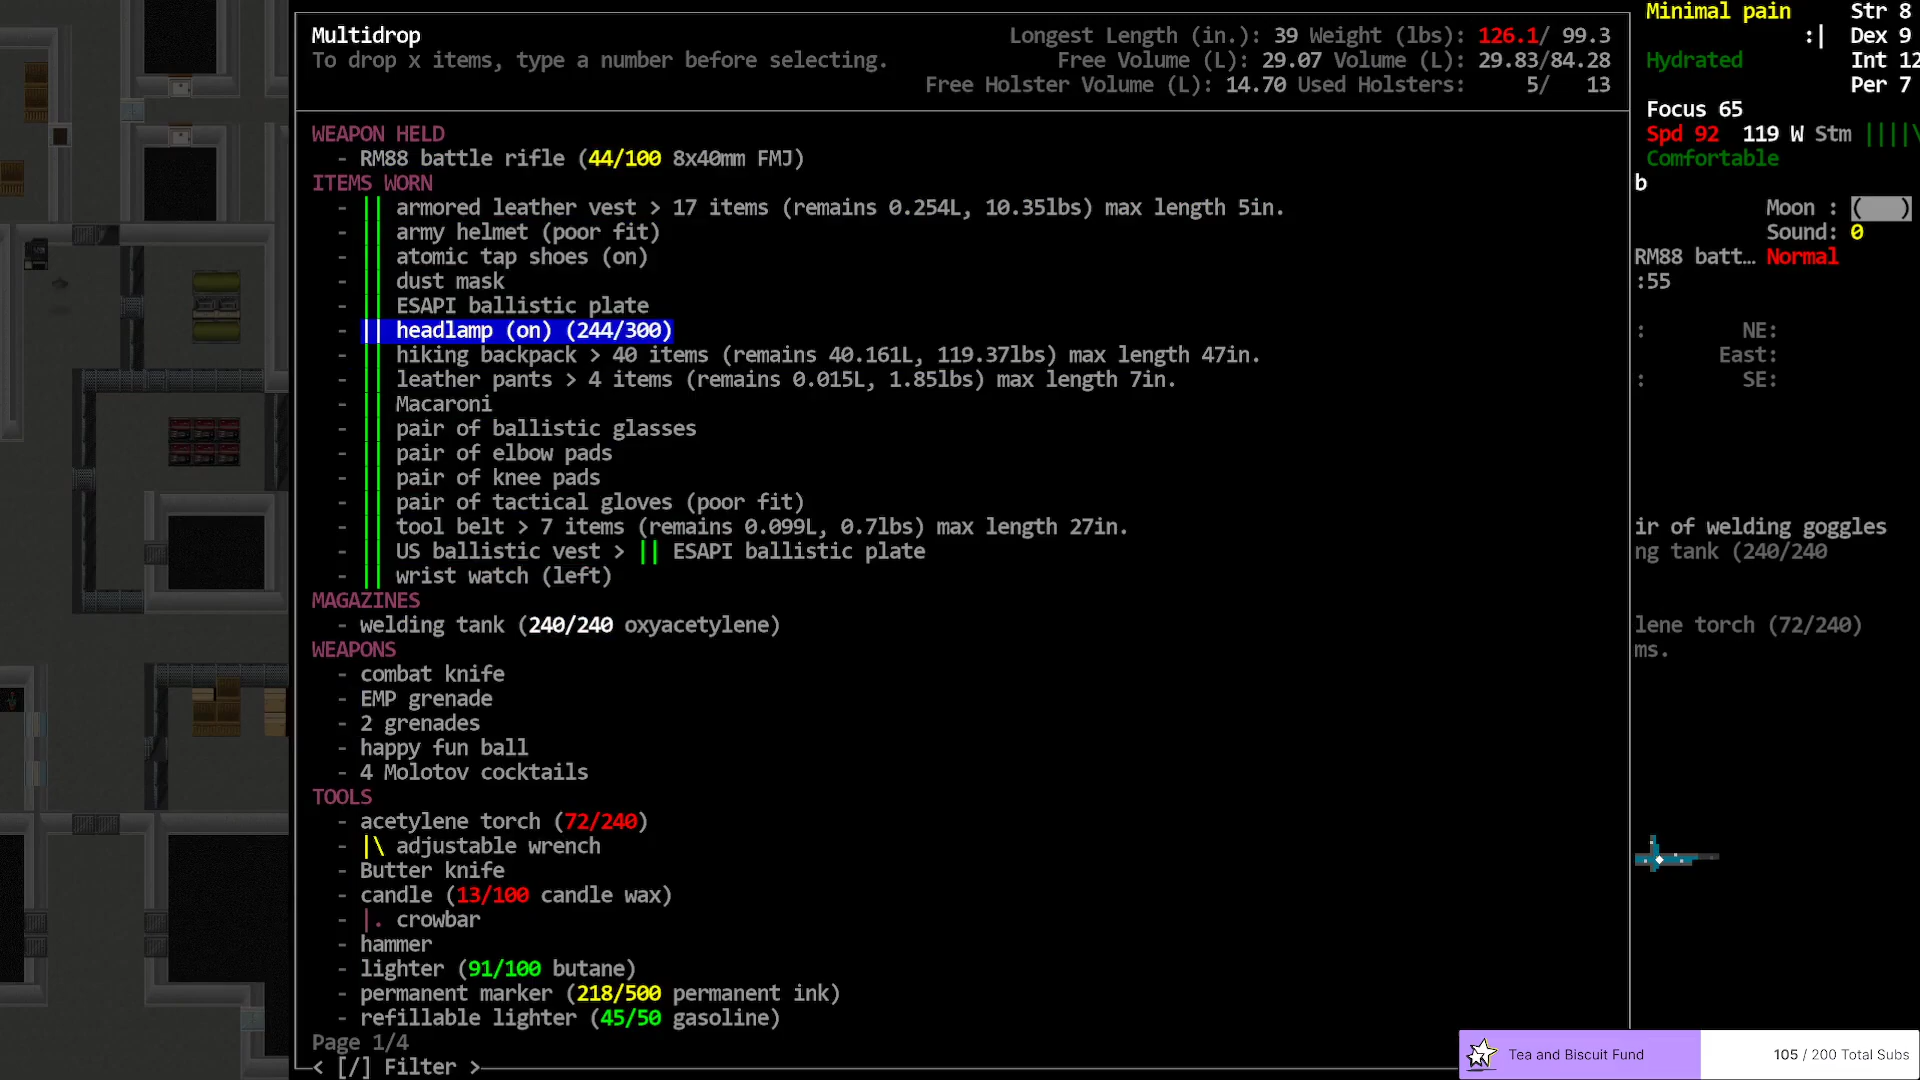 Multidrop
To drop x items, type a number before selecting.
Longest Length (in.): 39 Weight (lbs): 126.1/ 99.3
Free Volume (L): 29.07 Volume (L): 29.83/84.28
Free Holster Volume (L): 14.70 Used Holsters: 5/ 13
WEAPON HELD
- RM88 battle rifle (44/100 8x40mm FMJ)
ITEMS WORN
- || armored leather vest > 17 items (remains 0.254L, 10.35lbs) max length 5in.
- || army helmet (poor fit)
- || atomic tap shoes (on)
- || dust mask
- || ESAPI ballistic plate
- || headlamp (on) (244/300)
- || hiking backpack > 40 items (remains 40.161L, 119.37lbs) max length 47in.
- || leather pants > 4 items (remains 0.015L, 1.85lbs) max length 7in.
- || Macaroni
- || pair of ballistic glasses
- || pair of elbow pads
- || pair of knee pads
- || pair of tactical gloves (poor fit)
- || tool belt > 7 items (remains 0.099L, 0.7lbs) max length 27in.
- || US ballistic vest > || ESAPI ballistic plate
- || wrist watch (left)
MAGAZINES
- welding tank (240/240 oxyacetylene)
WEAPONS
- combat knife
- EMP grenade
- 2 grenades
- happy fun ball
- 4 Molotov cocktails
TOOLS
- acetylene torch (72/240)
- |\ adjustable wrench
- Butter knife
- candle (13/100 candle wax)
- |. crowbar
- hammer
- lighter (91/100 butane)
- permanent marker (218/500 permanent ink)
- refillable lighter (45/50 gasoline)
Page 1/4
< [/] Filter >
Minimal pain Str 8
:| Dex 9
Hydrated Int 12
Per 7
Focus 65
Spd 92 119 W Stm ||||\
Comfortable
b
Moon : ( )
Sound: 0
RM88 batt… Normal
:55
: NE:
East:
: SE:
ir of welding goggles
ng tank (240/240
lene torch (72/240)
ms.
Tea and Biscuit Fund
105 / 200 Total Subs